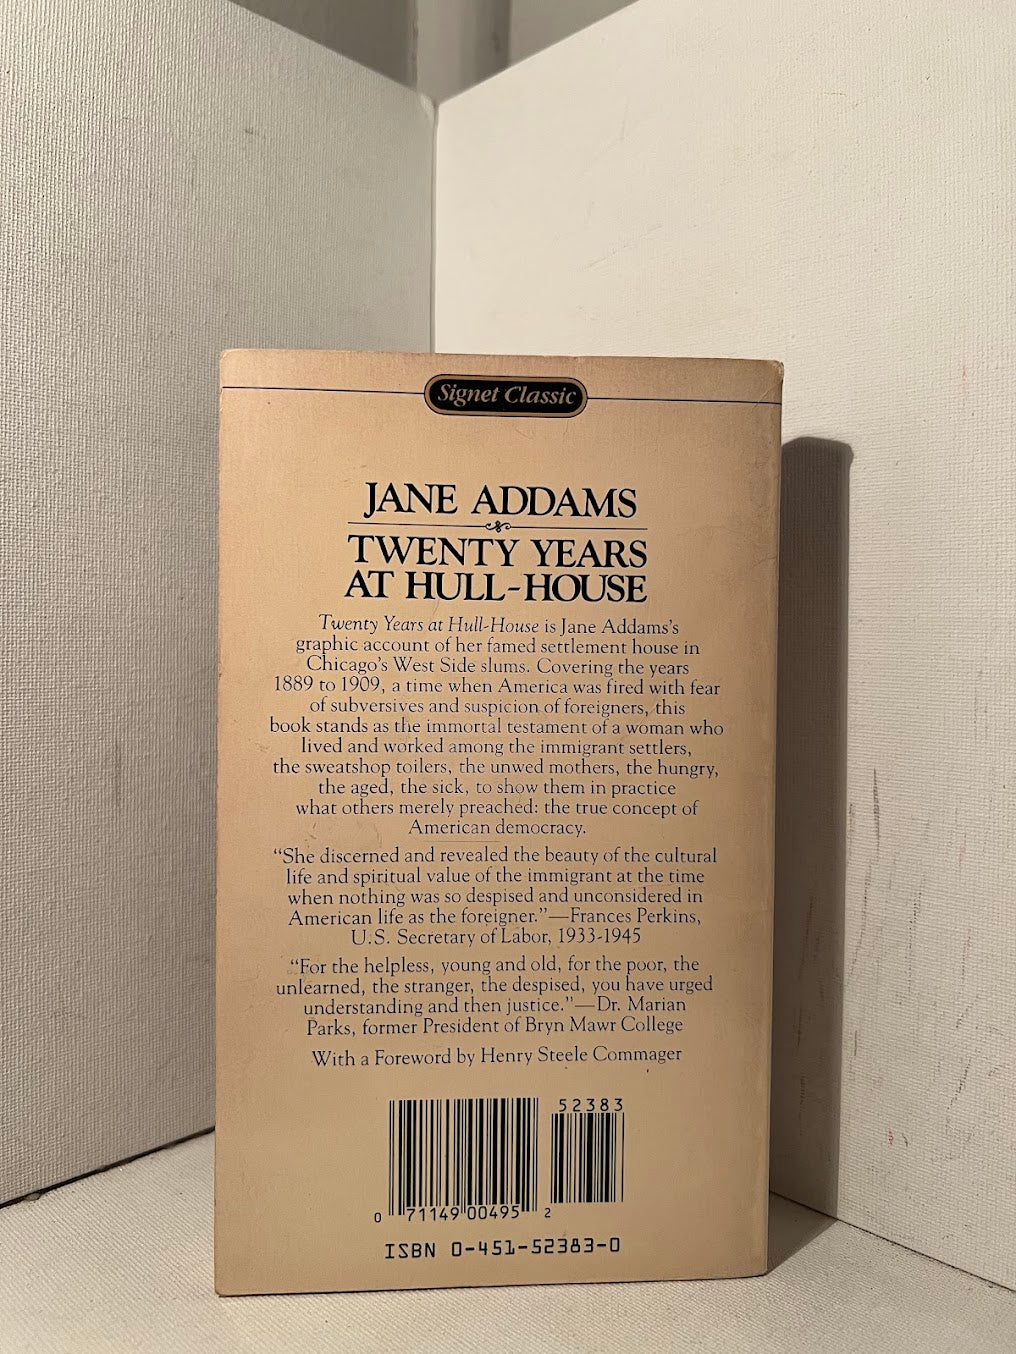 Signet Classic
JANE ADDAMS
TWENTY YEARS
AT HULL-HOUSE
Twenty Years at Hull-House is Jane Addams's
graphic account of her famed settlement house in
Chicago's West Side slums. Covering the years
1889 to 1909, a time when America was fired with fear
of subversives and suspicion of foreigners, this
book stands as the immortal testament of a woman who
lived and worked among the immigrant settlers,
the sweatshop toilers, the unwed mothers, the hungry,
the aged, the sick, to show them in practice
what others merely preached: the true concept of
American democracy.
“She discerned and revealed the beauty of the cultural
life and spiritual value of the immigrant at the time
when nothing was so despised and unconsidered in
American life as the foreigner.”—Frances Perkins,
U.S. Secretary of Labor, 1933-1945
“For the helpless, young and old, for the poor, the
unlearned, the stranger, the despised, you have urged
understanding and then justice.”—Dr. Marian
Parks, former President of Bryn Mawr College
With a Foreword by Henry Steele Commager
52383
0 71149 00495 2
ISBN 0-451-52383-0